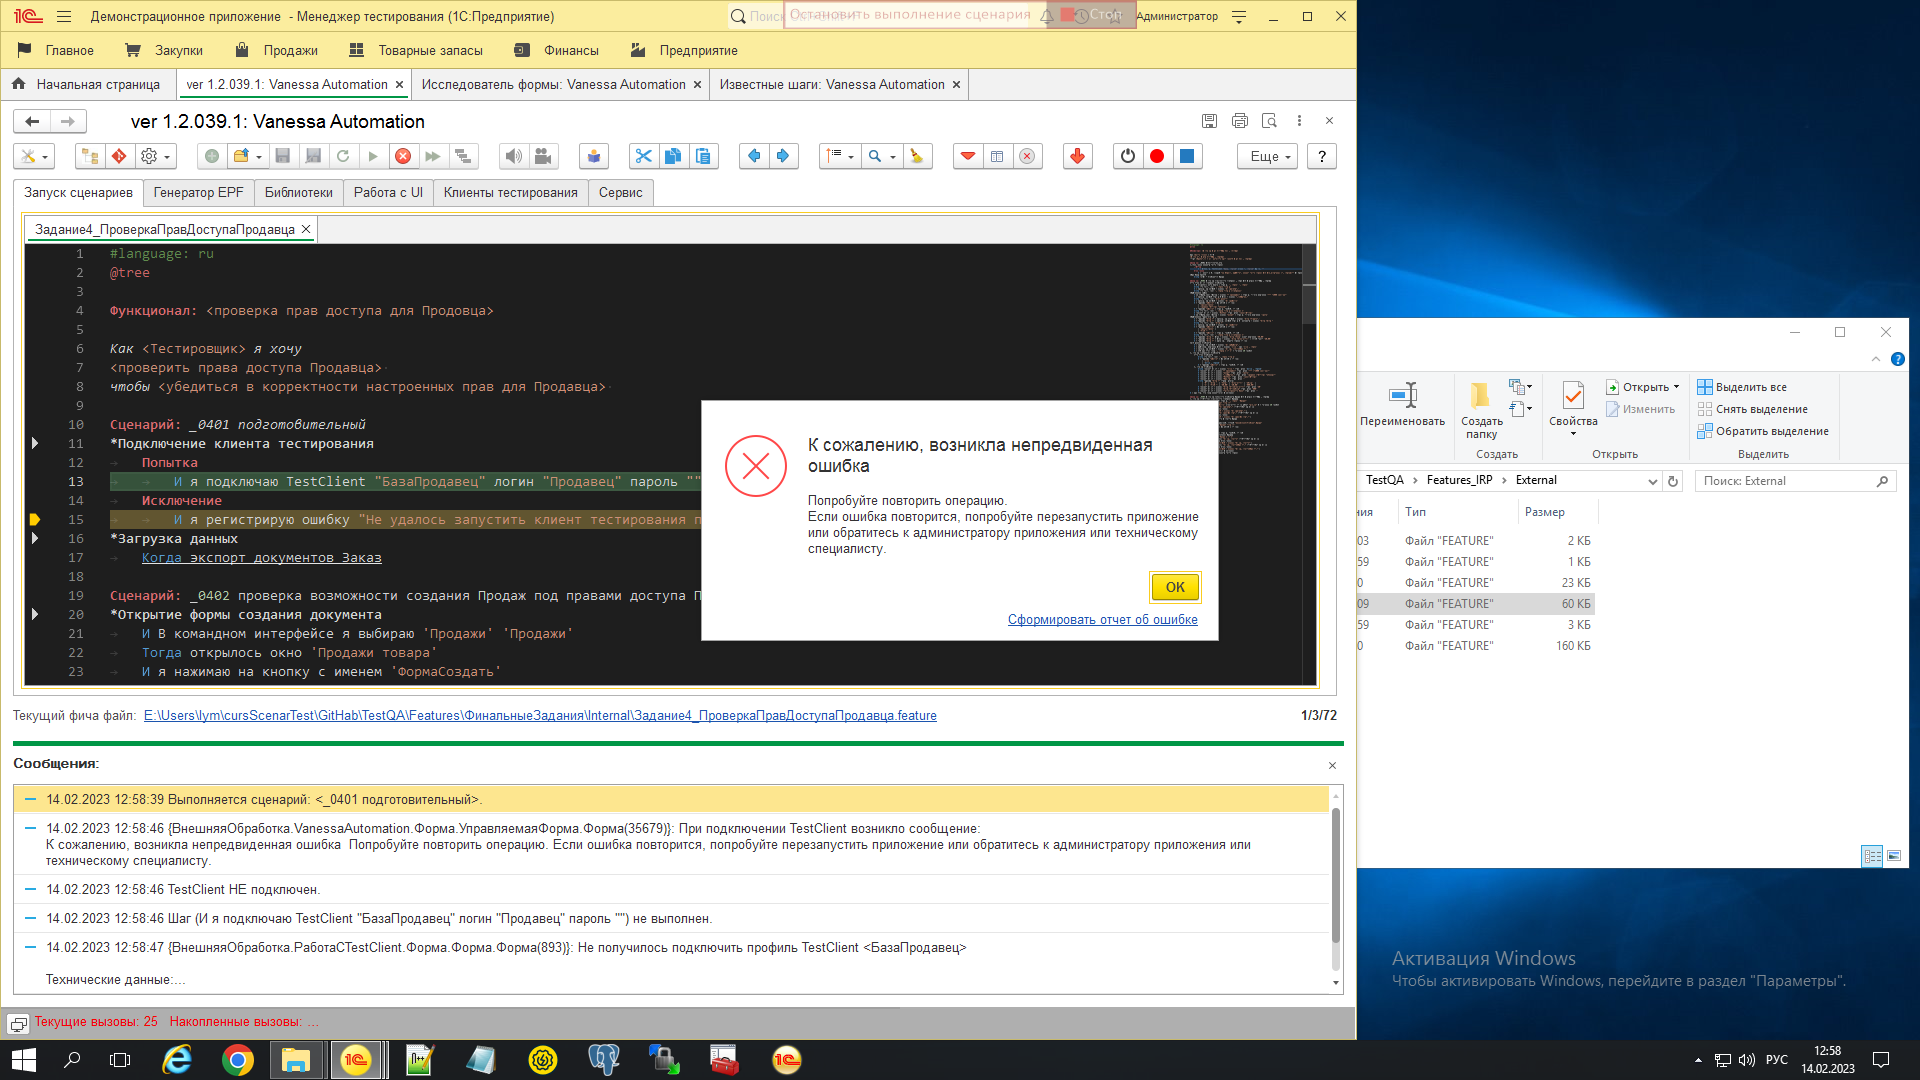 Демонстрационное приложение - Менеджер тестирования (1С:Предприятие)
Поиск
Остановить выполнение сценария
Стоп
Администратор
Главное
Закупки
Продажи
Товарные запасы
Финансы
Предприятие
Начальная страница
ver 1.2.039.1: Vanessa Automation
Исследователь формы: Vanessa Automation
Известные шаги: Vanessa Automation
ver 1.2.039.1: Vanessa Automation
Еще
?
Запуск сценариев
Генератор EPF
Библиотеки
Работа с UI
Клиенты тестирования
Сервис
Задание4_ПроверкаПравДоступаПродавца
1 #language: ru
2 @tree
3
4 Функционал: <проверка прав доступа для Продовца>
5
6 Как <Тестировщик> я хочу
7 <проверить права доступа Продавца>
8 чтобы <убедиться в корректности настроенных прав для Продавца>
9
10 Сценарий: _0401 подготовительный
11 *Подключение клиента тестирования
12 Попытка
13 И я подключаю TestClient "БазаПродавец" логин "Продавец" пароль ""
14 Исключение
15 И я регистрирую ошибку "Не удалось запустить клиент тестирования п
16 *Загрузка данных
17 Когда экспорт документов Заказ
18
19 Сценарий: _0402 проверка возможности создания Продаж под правами доступа П
20 *Открытие формы создания документа
21 И В командном интерфейсе я выбираю 'Продажи' 'Продажи'
22 Тогда открылось окно 'Продажи товара'
23 И я нажимаю на кнопку с именем 'ФормаСоздать'
К сожалению, возникла непредвиденная
ошибка
Попробуйте повторить операцию.
Если ошибка повторится, попробуйте перезапустить приложение
или обратитесь к администратору приложения или техническому
специалисту.
OK
Сформировать отчет об ошибке
Текущий фича файл: E:\Users\lym\cursScenarTest\GitHab\TestQA\Features\ФинальныеЗадания\Internal\Задание4_ПроверкаПравДоступаПродавца.feature
1/3/72
Сообщения:
14.02.2023 12:58:39 Выполняется сценарий: <_0401 подготовительный>.
14.02.2023 12:58:46 {ВнешняяОбработка.VanessaAutomation.Форма.УправляемаяФорма.Форма(35679)}: При подключении TestClient возникло сообщение:
К сожалению, возникла непредвиденная ошибка Попробуйте повторить операцию. Если ошибка повторится, попробуйте перезапустить приложение или обратитесь к администратору приложения или
техническому специалисту.
14.02.2023 12:58:46 TestClient НЕ подключен.
14.02.2023 12:58:46 Шаг (И я подключаю TestClient "БазаПродавец" логин "Продавец" пароль "") не выполнен.
14.02.2023 12:58:47 {ВнешняяОбработка.РаботаСTestClient.Форма.Форма.Форма(893)}: Не получилось подключить профиль TestClient <БазаПродавец>
Технические данные:...
Текущие вызовы: 25 Накопленные вызовы: ...
Переименовать
Создать
папку
Создать
Свойства
Открыть
Изменить
Открыть
Выделить все
Снять выделение
Обратить выделение
Выделить
TestQA > Features_IRP > External
Поиск: External
ния Тип Размер
03 Файл "FEATURE" 2 КБ
59 Файл "FEATURE" 1 КБ
0 Файл "FEATURE" 23 КБ
09 Файл "FEATURE" 60 КБ
59 Файл "FEATURE" 3 КБ
0 Файл "FEATURE" 160 КБ
Активация Windows
Чтобы активировать Windows, перейдите в раздел "Параметры".
РУС
12:58
14.02.2023